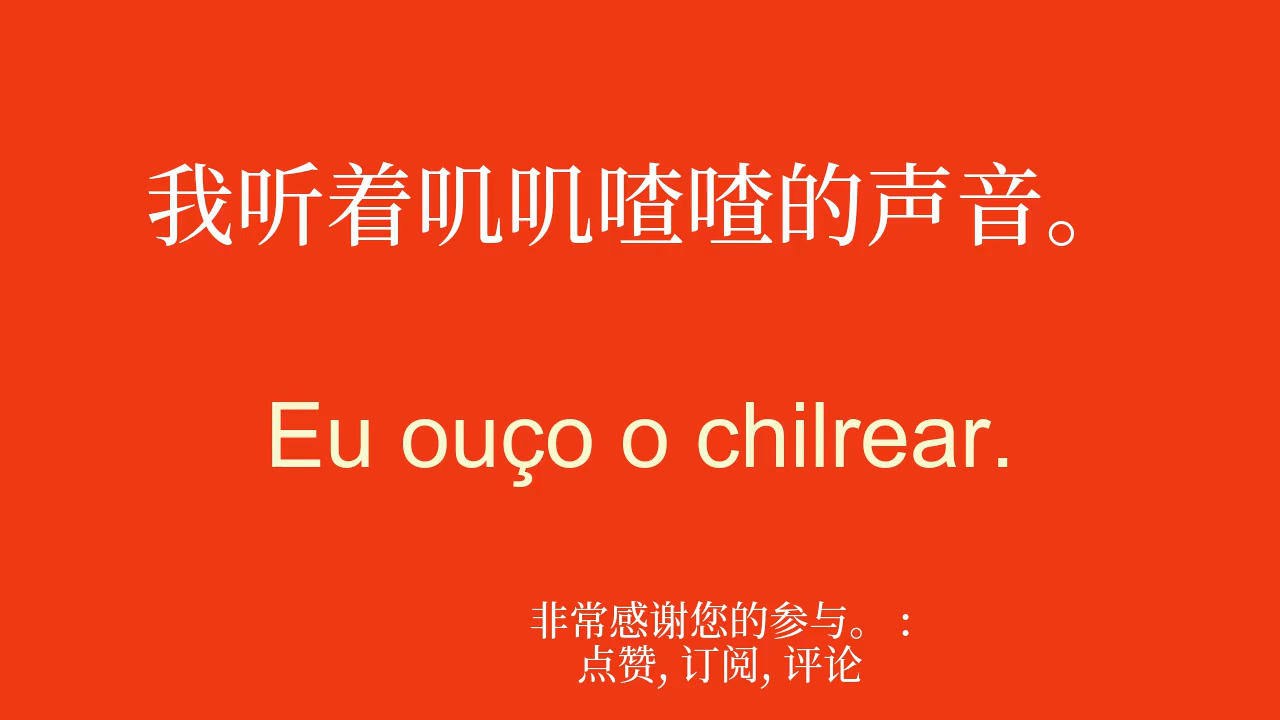 我听着叽叽喳喳的声音。
Eu ouço o chilrear.
非常感谢您的参与。 :
点赞, 订阅, 评论